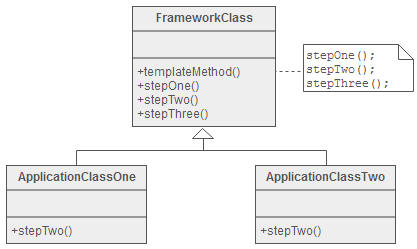 FrameworkClass
+templateMethod()
+stepOne()
+stepTwo()
+stepThree()
stepOne();
stepTwo();
stepThree();
ApplicationClassOne
+stepTwo()
ApplicationClassTwo
+stepTwo()